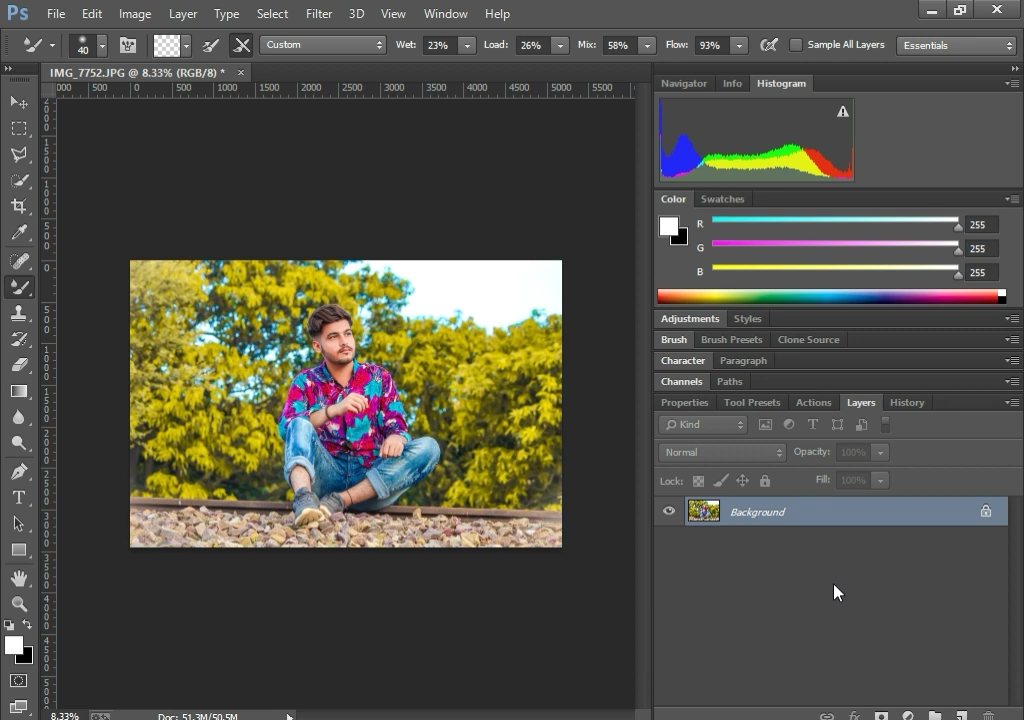 Ps File Edit Image Layer Type Select Filter 3D View Window Help
40 Custom Wet: 23% Load: 26% Mix: 58% Flow: 93% Sample All Layers Essentials
IMG_7752.JPG @ 8.33% (RGB/8) * ×
000 500 0 500 1000 1500 2000 2500 3000 3500 4000 4500 5000 5500
Navigator Info Histogram
Color Swatches
R 255
G 255
B 255
Adjustments Styles
Brush Brush Presets Clone Source
Character Paragraph
Channels Paths
Properties Tool Presets Actions Layers History
Kind
Normal Opacity: 100%
Lock: Fill: 100%
Background
8.33% Doc: 51.3M/50.5M